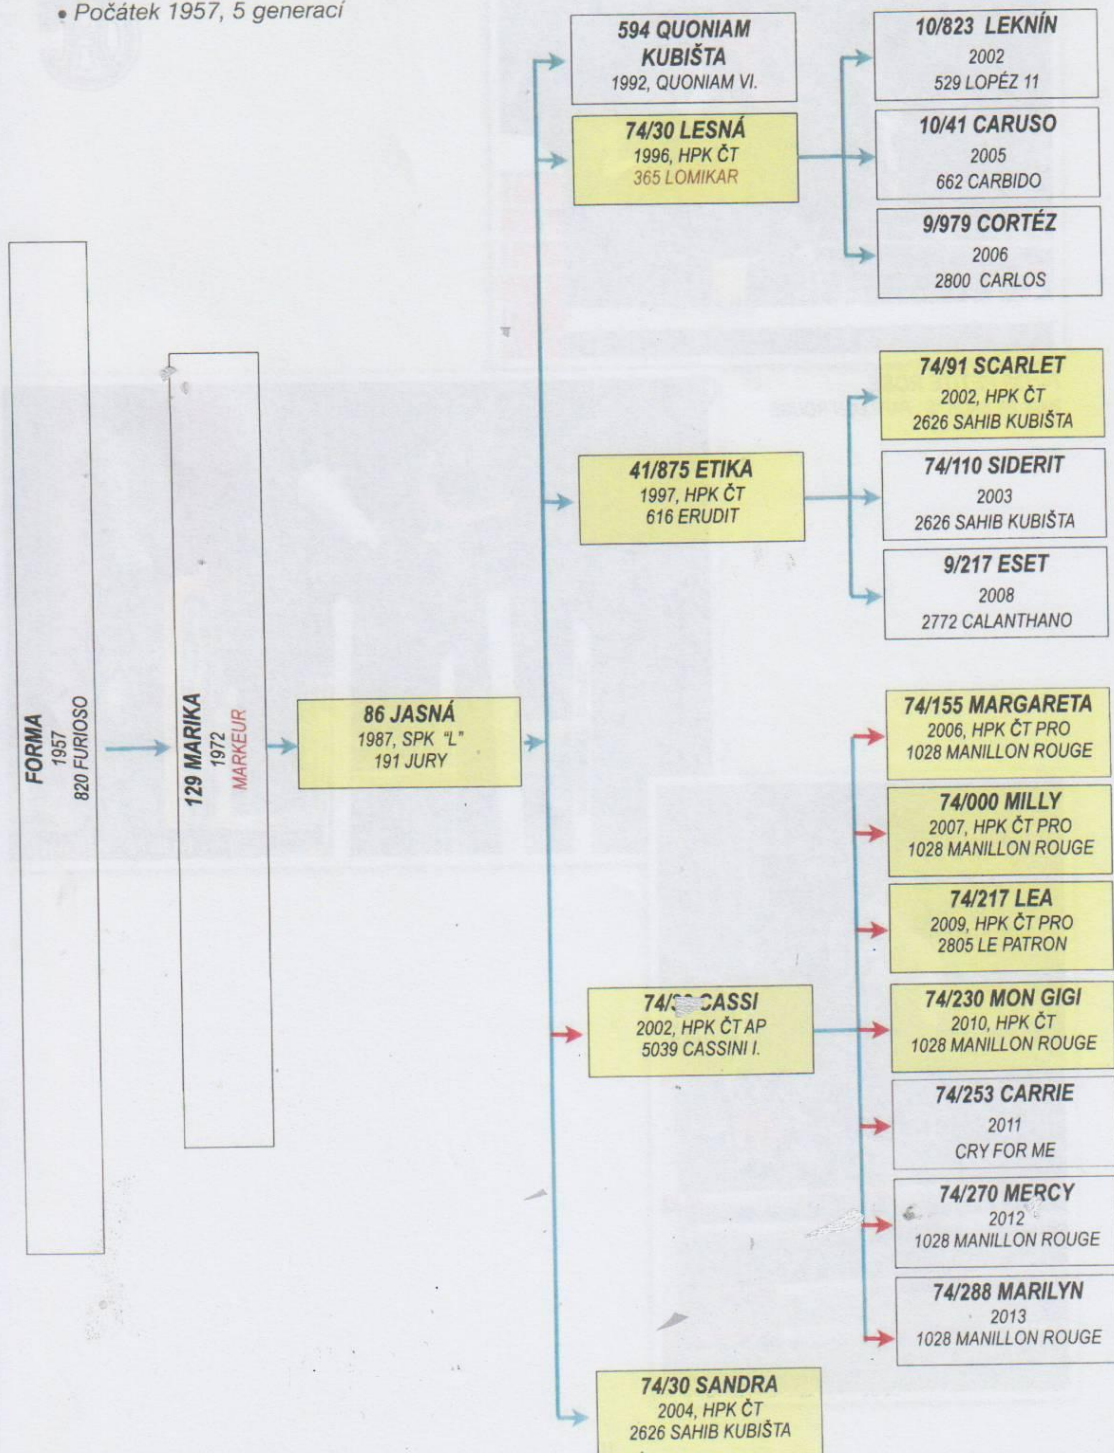 • Počátek 1957, 5 generací
FORMA
1957
820 FURIOSO
129 MARIKA
1972
MARKEUR
86 JASNÁ
1987, SPK "L"
191 JURY
594 QUONIAM
KUBIŠTA
1992, QUONIAM VI.
74/30 LESNÁ
1996, HPK ČT
365 LOMIKAR
10/823 LEKNÍN
2002
529 LOPÉZ 11
10/41 CARUSO
2005
662 CARBIDO
9/979 CORTÉZ
2006
2800 CARLOS
41/875 ETIKA
1997, HPK ČT
616 ERUDIT
74/91 SCARLET
2002, HPK ČT
2626 SAHIB KUBIŠTA
74/110 SIDERIT
2003
2626 SAHIB KUBIŠTA
9/217 ESET
2008
2772 CALANTHANO
CASSI
2002, HPK ČT AP
5039 CASSINI I.
74/155 MARGARETA
2006, HPK ČT PRO
1028 MANILLON ROUGE
74/000 MILLY
2007, HPK ČT PRO
1028 MANILLON ROUGE
74/217 LEA
2009, HPK ČT PRO
2805 LE PATRON
74/230 MON GIGI
2010, HPK ČT
1028 MANILLON ROUGE
74/253 CARRIE
2011
CRY FOR ME
74/270 MERCY
2012
1028 MANILLON ROUGE
74/288 MARILYN
2013
1028 MANILLON ROUGE
74/30 SANDRA
2004, HPK ČT
2626 SAHIB KUBIŠTA